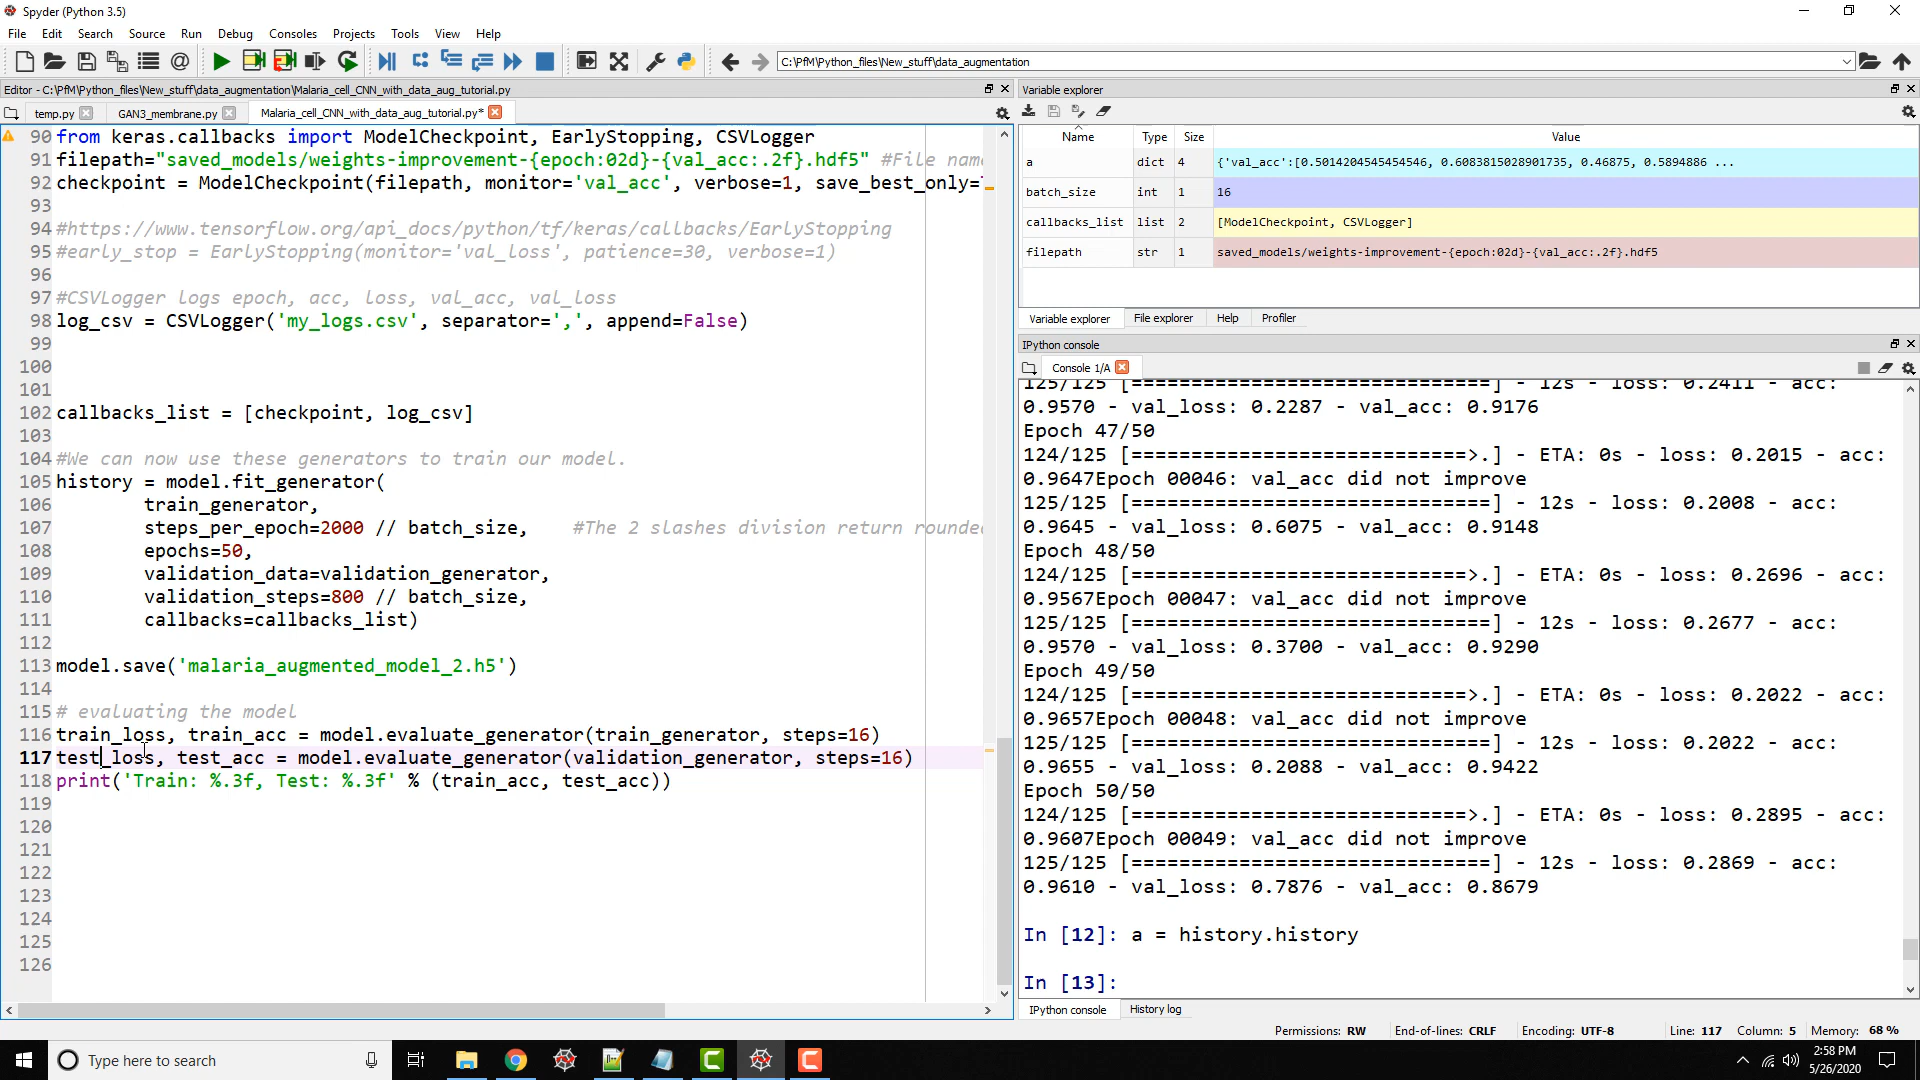 Spyder (Python 3.5)
File Edit Search Source Run Debug Consoles Projects Tools View Help
C:\PfM\Python_files\New_stuff\data_augmentation
Editor - C:\PfM\Python_files\New_stuff\data_augmentation\Malaria_cell_CNN_with_data_aug_tutorial.py
temp.py GAN3_membrane.py Malaria_cell_CNN_with_data_aug_tutorial.py*
90 from keras.callbacks import ModelCheckpoint, EarlyStopping, CSVLogger
91 filepath="saved_models/weights-improvement-{epoch:02d}-{val_acc:.2f}.hdf5" #File nam
92 checkpoint = ModelCheckpoint(filepath, monitor='val_acc', verbose=1, save_best_only=
93
94 #https://www.tensorflow.org/api_docs/python/tf/keras/callbacks/EarlyStopping
95 #early_stop = EarlyStopping(monitor='val_loss', patience=30, verbose=1)
96
97 #CSVLogger logs epoch, acc, loss, val_acc, val_loss
98 log_csv = CSVLogger('my_logs.csv', separator=',', append=False)
99
100
101
102 callbacks_list = [checkpoint, log_csv]
103
104 #We can now use these generators to train our model.
105 history = model.fit_generator(
106 train_generator,
107 steps_per_epoch=2000 // batch_size, #The 2 slashes division return rounde
108 epochs=50,
109 validation_data=validation_generator,
110 validation_steps=800 // batch_size,
111 callbacks=callbacks_list)
112
113 model.save('malaria_augmented_model_2.h5')
114
115 # evaluating the model
116 train_loss, train_acc = model.evaluate_generator(train_generator, steps=16)
117 test_loss, test_acc = model.evaluate_generator(validation_generator, steps=16)
118 print('Train: %.3f, Test: %.3f' % (train_acc, test_acc))
119
120
121
122
123
124
125
126
Variable explorer
Name Type Size Value
a dict 4 {'val_acc':[0.5014204545454546, 0.6083815028901735, 0.46875, 0.5894886 ...
batch_size int 1 16
callbacks_list list 2 [ModelCheckpoint, CSVLogger]
filepath str 1 saved_models/weights-improvement-{epoch:02d}-{val_acc:.2f}.hdf5
Variable explorer File explorer Help Profiler
IPython console
Console 1/A
125/125 [==============================] - 12s - loss: 0.2411 - acc:
0.9570 - val_loss: 0.2287 - val_acc: 0.9176
Epoch 47/50
124/125 [============================>.] - ETA: 0s - loss: 0.2015 - acc:
0.9647Epoch 00046: val_acc did not improve
125/125 [==============================] - 12s - loss: 0.2008 - acc:
0.9645 - val_loss: 0.6075 - val_acc: 0.9148
Epoch 48/50
124/125 [============================>.] - ETA: 0s - loss: 0.2696 - acc:
0.9567Epoch 00047: val_acc did not improve
125/125 [==============================] - 12s - loss: 0.2677 - acc:
0.9570 - val_loss: 0.3700 - val_acc: 0.9290
Epoch 49/50
124/125 [============================>.] - ETA: 0s - loss: 0.2022 - acc:
0.9657Epoch 00048: val_acc did not improve
125/125 [==============================] - 12s - loss: 0.2022 - acc:
0.9655 - val_loss: 0.2088 - val_acc: 0.9422
Epoch 50/50
124/125 [============================>.] - ETA: 0s - loss: 0.2895 - acc:
0.9607Epoch 00049: val_acc did not improve
125/125 [==============================] - 12s - loss: 0.2869 - acc:
0.9610 - val_loss: 0.7876 - val_acc: 0.8679
In [12]: a = history.history
In [13]:
IPython console History log
Permissions: RW End-of-lines: CRLF Encoding: UTF-8 Line: 117 Column: 5 Memory: 68 %
Type here to search
2:58 PM
5/26/2020